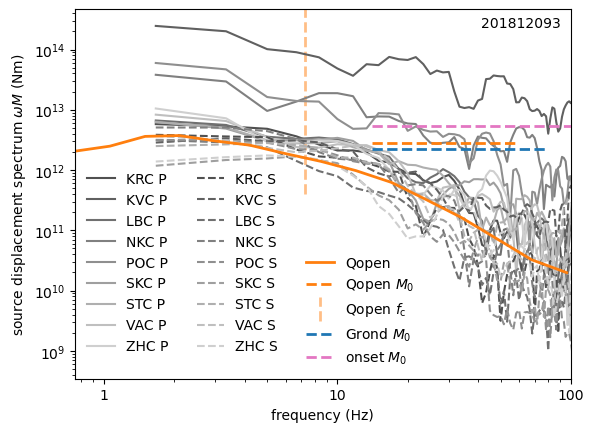 201812093
source displacement spectrum ωM (Nm)
10¹⁴
10¹³
10¹²
10¹¹
10¹⁰
10⁹
KRC P
KVC P
LBC P
NKC P
POC P
SKC P
STC P
VAC P
ZHC P
KRC S
KVC S
LBC S
NKC S
POC S
SKC S
STC S
VAC S
ZHC S
Qopen
Qopen M₀
Qopen f_c
Grond M₀
onset M₀
1 10 100
frequency (Hz)